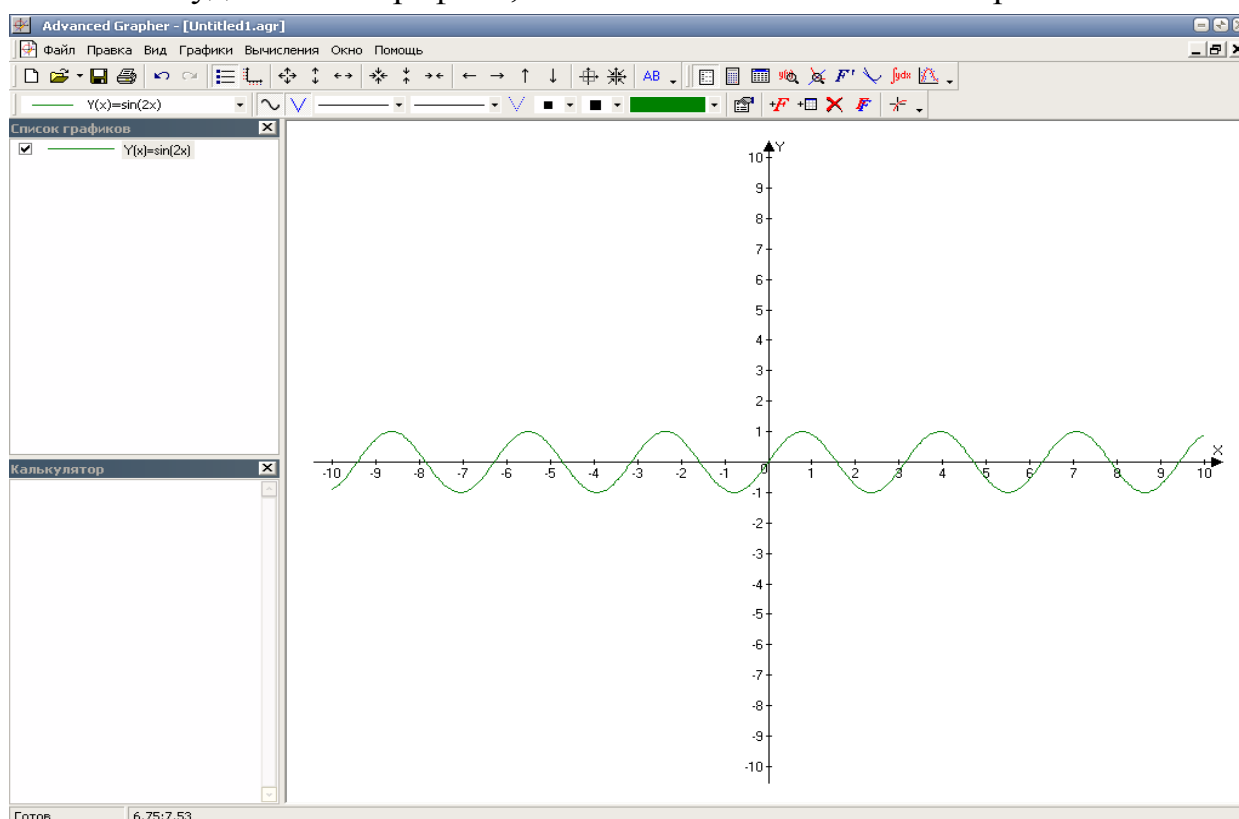 Advanced Grapher - [Untitled1.agr]
Файл Правка Вид Графики Вычисления Окно Помощь
AB F' ∫ydx
Y(x)=sin(2x) +F F
Список графиков
Y(x)=sin(2x)
Калькулятор
Y
10
9
8
7
6
5
4
3
2
1
X
-10 -9 -8 -7 -6 -5 -4 -3 -2 -1 0 1 2 3 4 5 6 7 8 9 10
-1
-2
-3
-4
-5
-6
-7
-8
-9
-10
Готов 6.75:7.53